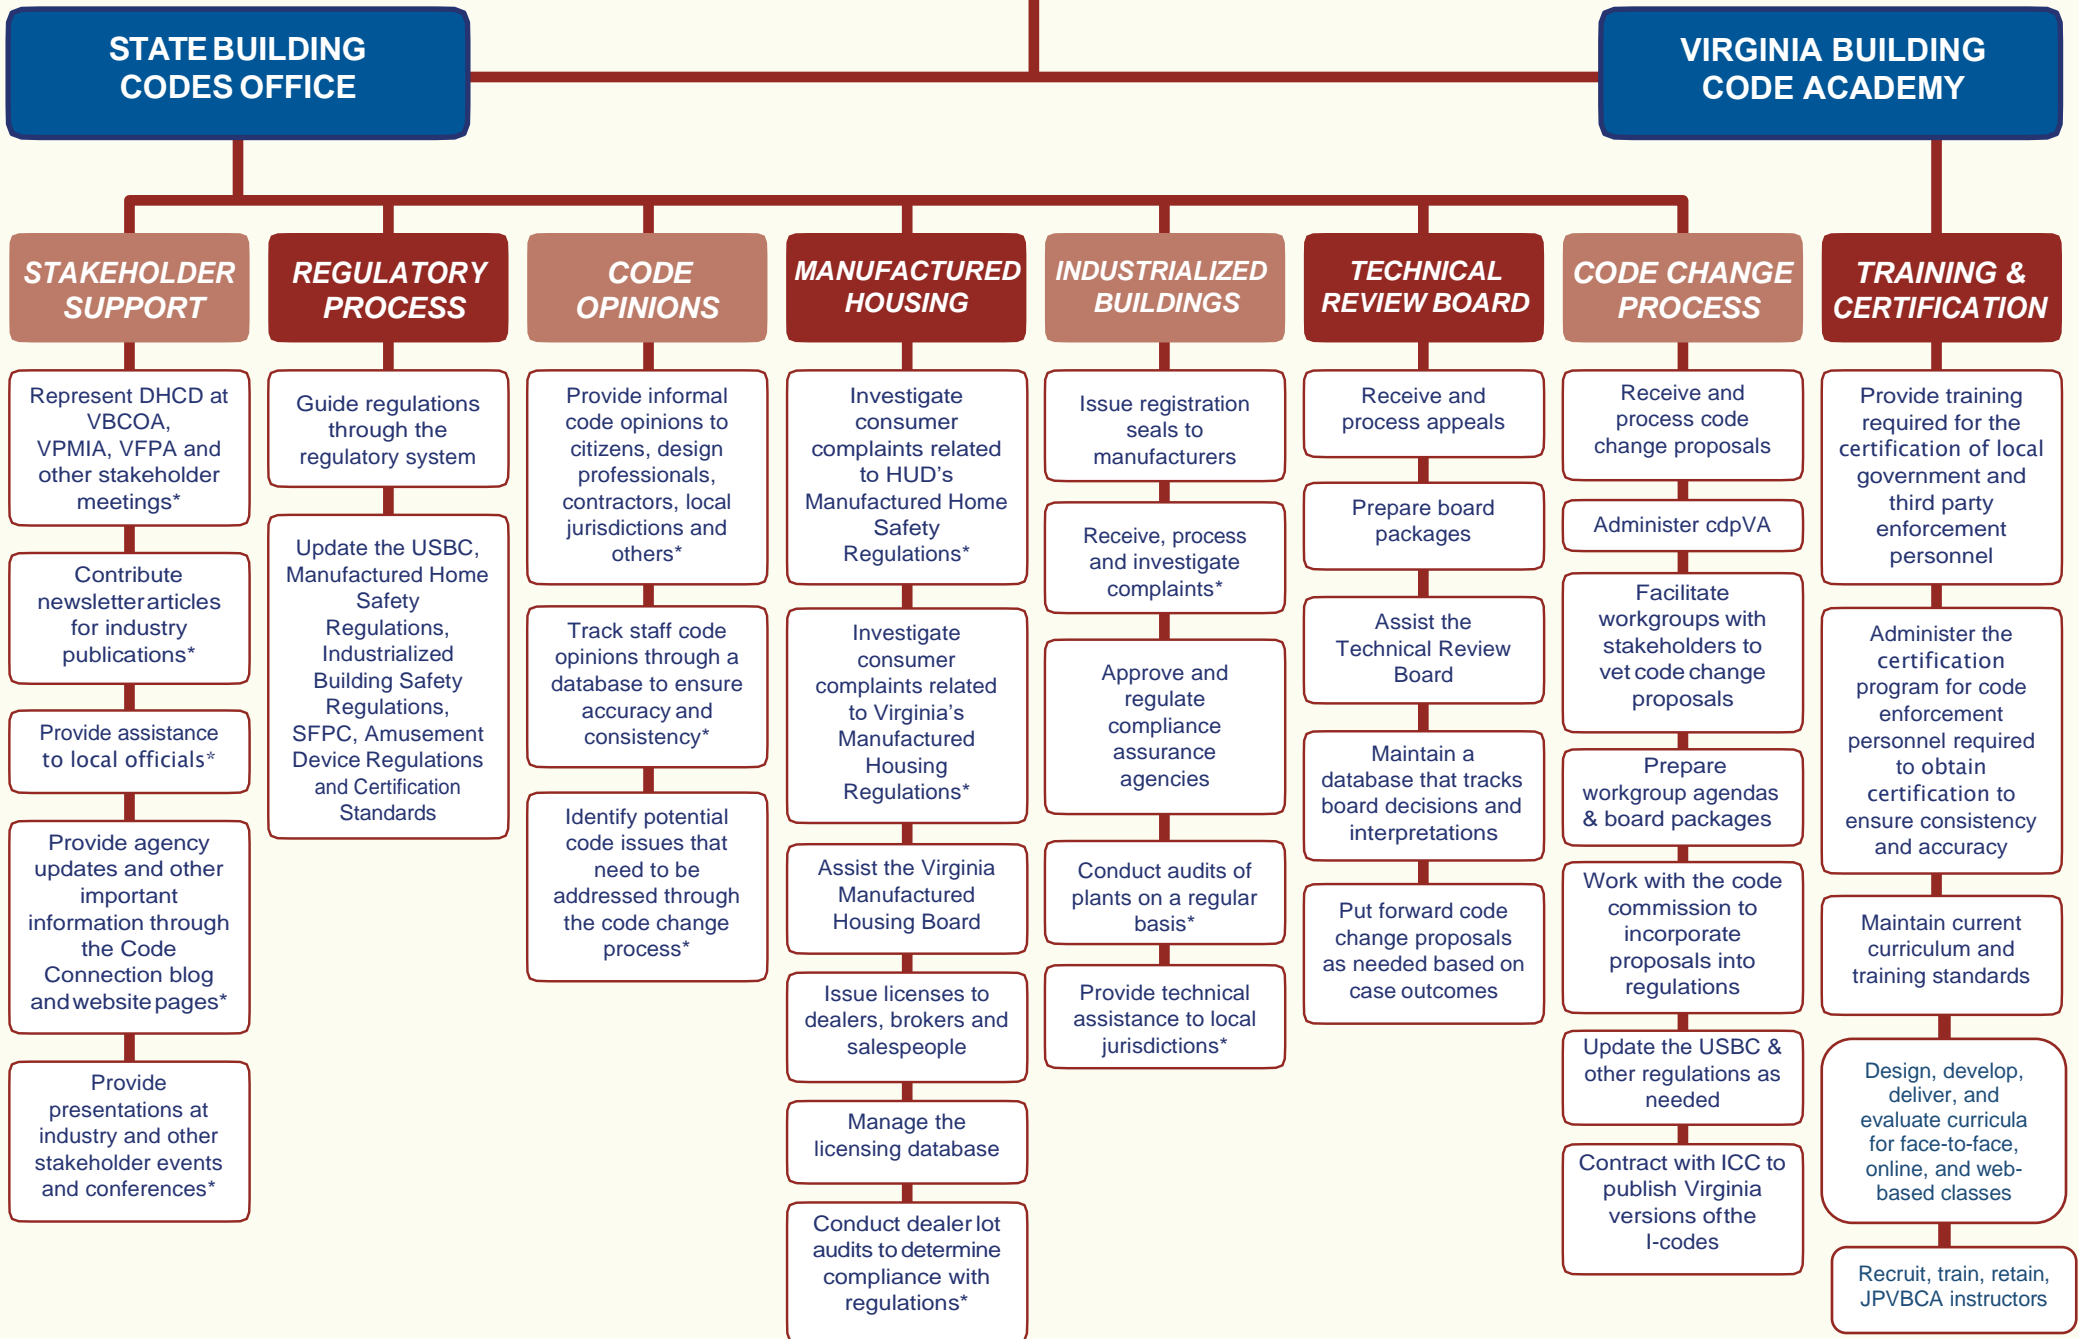 STATE BUILDING
CODES OFFICE
VIRGINIA BUILDING
CODE ACADEMY
STAKEHOLDER
SUPPORT
Represent DHCD at
VBCOA,
VPMIA, VFPA and
other stakeholder
meetings*
Contribute
newsletter articles
for industry
publications*
Provide assistance
to local officials*
Provide agency
updates and other
important
information through
the Code
Connection blog
and website pages*
Provide
presentations at
industry and other
stakeholder events
and conferences*
REGULATORY
PROCESS
Guide regulations
through the
regulatory system
Update the USBC,
Manufactured Home
Safety
Regulations,
Industrialized
Building Safety
Regulations,
SFPC, Amusement
Device Regulations
and Certification
Standards
CODE
OPINIONS
Provide informal
code opinions to
citizens, design
professionals,
contractors, local
jurisdictions and
others*
Track staff code
opinions through a
database to ensure
accuracy and
consistency*
Identify potential
code issues that
need to be
addressed through
the code change
process*
MANUFACTURED
HOUSING
Investigate
consumer
complaints related
to HUD's
Manufactured Home
Safety
Regulations*
Investigate
consumer
complaints related
to Virginia's
Manufactured
Housing
Regulations*
Assist the Virginia
Manufactured
Housing Board
Issue licenses to
dealers, brokers and
salespeople
Manage the
licensing database
Conduct dealer lot
audits to determine
compliance with
regulations*
INDUSTRIALIZED
BUILDINGS
Issue registration
seals to
manufacturers
Receive, process
and investigate
complaints*
Approve and
regulate
compliance
assurance
agencies
Conduct audits of
plants on a regular
basis*
Provide technical
assistance to local
jurisdictions*
TECHNICAL
REVIEW BOARD
Receive and
process appeals
Prepare board
packages
Assist the
Technical Review
Board
Maintain a
database that tracks
board decisions and
interpretations
Put forward code
change proposals
as needed based on
case outcomes
CODE CHANGE
PROCESS
Receive and
process code
change proposals
Administer cdpVA
Facilitate
workgroups with
stakeholders to
vet code change
proposals
Prepare
workgroup agendas
& board packages
Work with the code
commission to
incorporate
proposals into
regulations
Update the USBC &
other regulations as
needed
Contract with ICC to
publish Virginia
versions of the
I-codes
TRAINING &
CERTIFICATION
Provide training
required for the
certification of local
government and
third party
enforcement
personnel
Administer the
certification
program for code
enforcement
personnel required
to obtain
certification to
ensure consistency
and accuracy
Maintain current
curriculum and
training standards
Design, develop,
deliver, and
evaluate curricula
for face-to-face,
online, and web-
based classes
Recruit, train, retain,
JPVBCA instructors